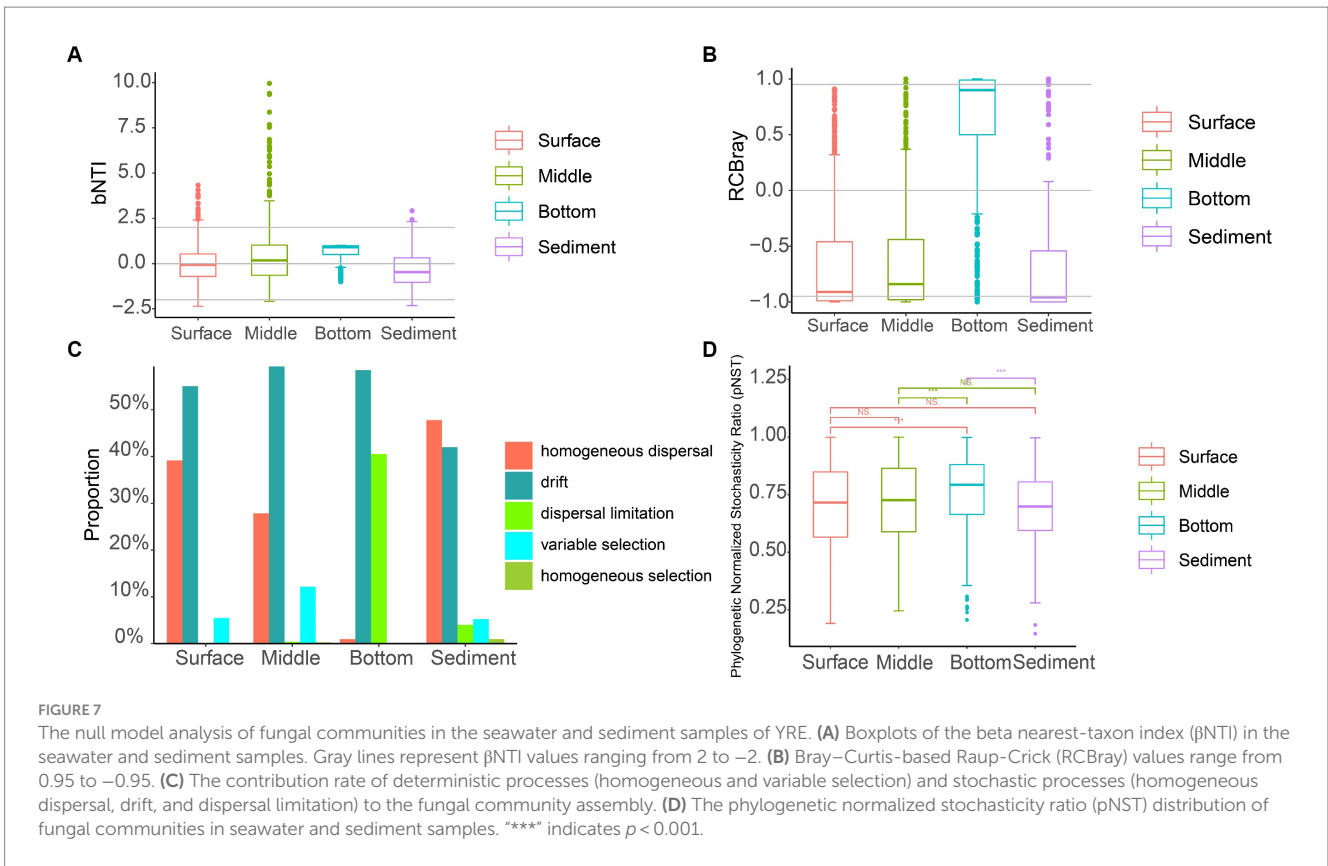 A
10.0
7.5
5.0
2.5
0.0
−2.5
bNTI
Surface
Middle
Bottom
Sediment
Surface
Middle
Bottom
Sediment
B
1.0
0.5
0.0
−0.5
−1.0
RCBray
Surface
Middle
Bottom
Sediment
Surface
Middle
Bottom
Sediment
C
50%
40%
30%
20%
10%
0%
Proportion
Surface
Middle
Bottom
Sediment
homogeneous dispersal
drift
dispersal limitation
variable selection
homogeneous selection
D
1.25
1.00
0.75
0.50
0.25
Phylogenetic Normalized Stochasticity Ratio (pNST)
***
NS.
***
NS.
NS.
***
Surface
Middle
Bottom
Sediment
Surface
Middle
Bottom
Sediment
FIGURE 7
The null model analysis of fungal communities in the seawater and sediment samples of YRE. (A) Boxplots of the beta nearest-taxon index (βNTI) in the
seawater and sediment samples. Gray lines represent βNTI values ranging from 2 to −2. (B) Bray–Curtis-based Raup-Crick (RCBray) values range from
0.95 to −0.95. (C) The contribution rate of deterministic processes (homogeneous and variable selection) and stochastic processes (homogeneous
dispersal, drift, and dispersal limitation) to the fungal community assembly. (D) The phylogenetic normalized stochasticity ratio (pNST) distribution of
fungal communities in seawater and sediment samples. “***” indicates p < 0.001.